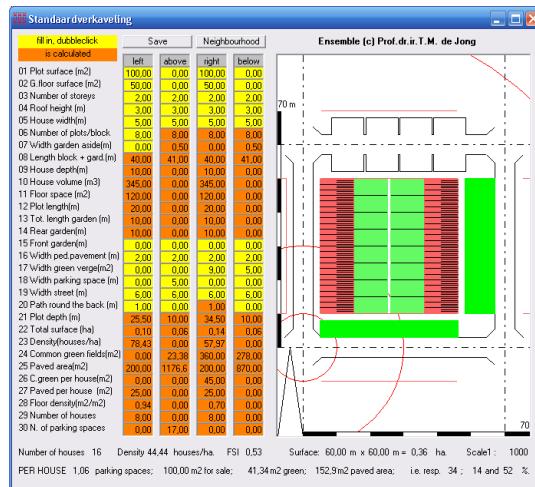 Standaardverkaveling
fill in, dubbleclick Save Neighbourhood Ensemble (c) Prof.dr.ir.T.M. de Jong
is calculated left above right below
01 Plot surface (m2) 100,00 0,00 100,00 0,00
02 G.floor surface (m2) 50,00 0,00 50,00 0,00
03 Number of storeys 2,00 2,00 2,00 2,00
04 Roof height (m) 3,00 3,00 3,00 3,00
05 House width(m) 5,00 5,00 5,00 5,00
06 Number of plots/block 8,00 8,00 8,00 8,00
07 Width garden aside(m) 0,00 0,50 0,00 0,50
08 Length block + gard.(m) 40,00 41,00 40,00 41,00
09 House depth(m) 10,00 0,00 10,00 0,00
10 House volume (m3) 345,00 0,00 345,00 0,00
11 Floor space (m2) 120,00 0,00 120,00 0,00
12 Plot length(m) 20,00 0,00 20,00 0,00
13 Tot. length garden (m) 10,00 0,00 10,00 0,00
14 Rear garden(m) 10,00 0,00 10,00 0,00
15 Front garden(m) 0,00 0,00 0,00 0,00
16 Width ped.pavement (m) 2,00 2,00 2,00 2,00
17 Width green verge(m2) 0,00 0,00 9,00 5,00
18 Width parking space (m) 0,00 5,00 0,00 0,00
19 Width street (m) 6,00 6,00 6,00 6,00
20 Path round the back (m) 1,00 0,00 1,00 0,00
21 Plot depth (m) 25,50 10,00 34,50 10,00
22 Total surface (ha) 0,10 0,06 0,14 0,06
23 Density(houses/ha) 78,43 0,00 57,97 0,00
24 Common green fields(m2) 0,00 23,38 360,00 278,00
25 Paved area(m2) 200,00 1176,6 200,00 870,00
26 C.green per house(m2) 0,00 0,00 45,00 0,00
27 Paved per house (m2) 25,00 0,00 25,00 0,00
28 Floor density(m2/m2) 0,94 0,00 0,70 0,00
29 Number of houses 8,00 0,00 8,00 0,00
30 N. of parking spaces 0,00 17,00 0,00 0,00
70 m
70
Number of houses 16 Density 44,44 houses/ha. FSI 0,53 Surface: 60,00 m x 60,00 m = 0,36 ha. Scale1 : 1000
PER HOUSE 1,06 parking spaces; 100,00 m2 for sale; 41,34 m2 green; 152,9 m2 paved area; i.e. resp. 34 ; 14 and 52 %.